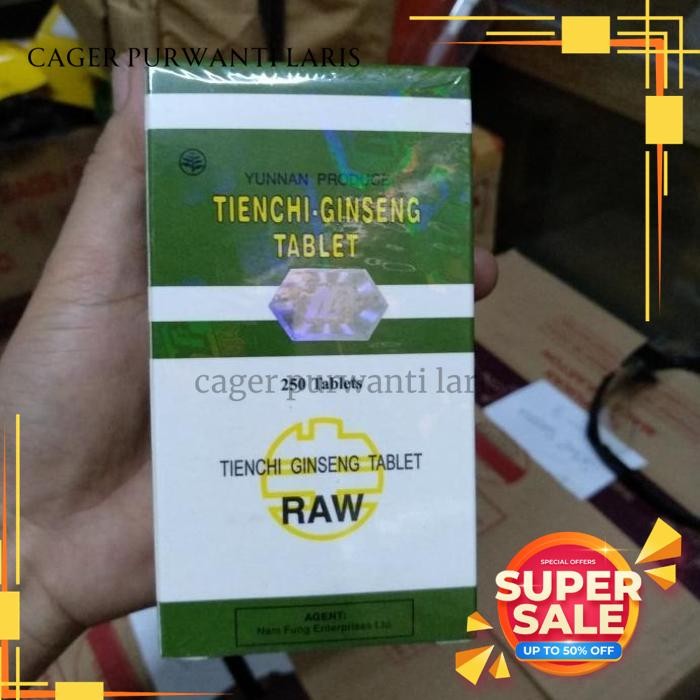 CAGER PURWANTI LARIS
YUNNAN PRODUCE
TIENCHI-GINSENG
TABLET
250 Tablets
cager purwanti laris
TIENCHI GINSENG TABLET
RAW
AGENT:
Nam Fung Enterprises Ltd
SPECIAL OFFERS
SUPER
SALE
UP TO 50% OFF